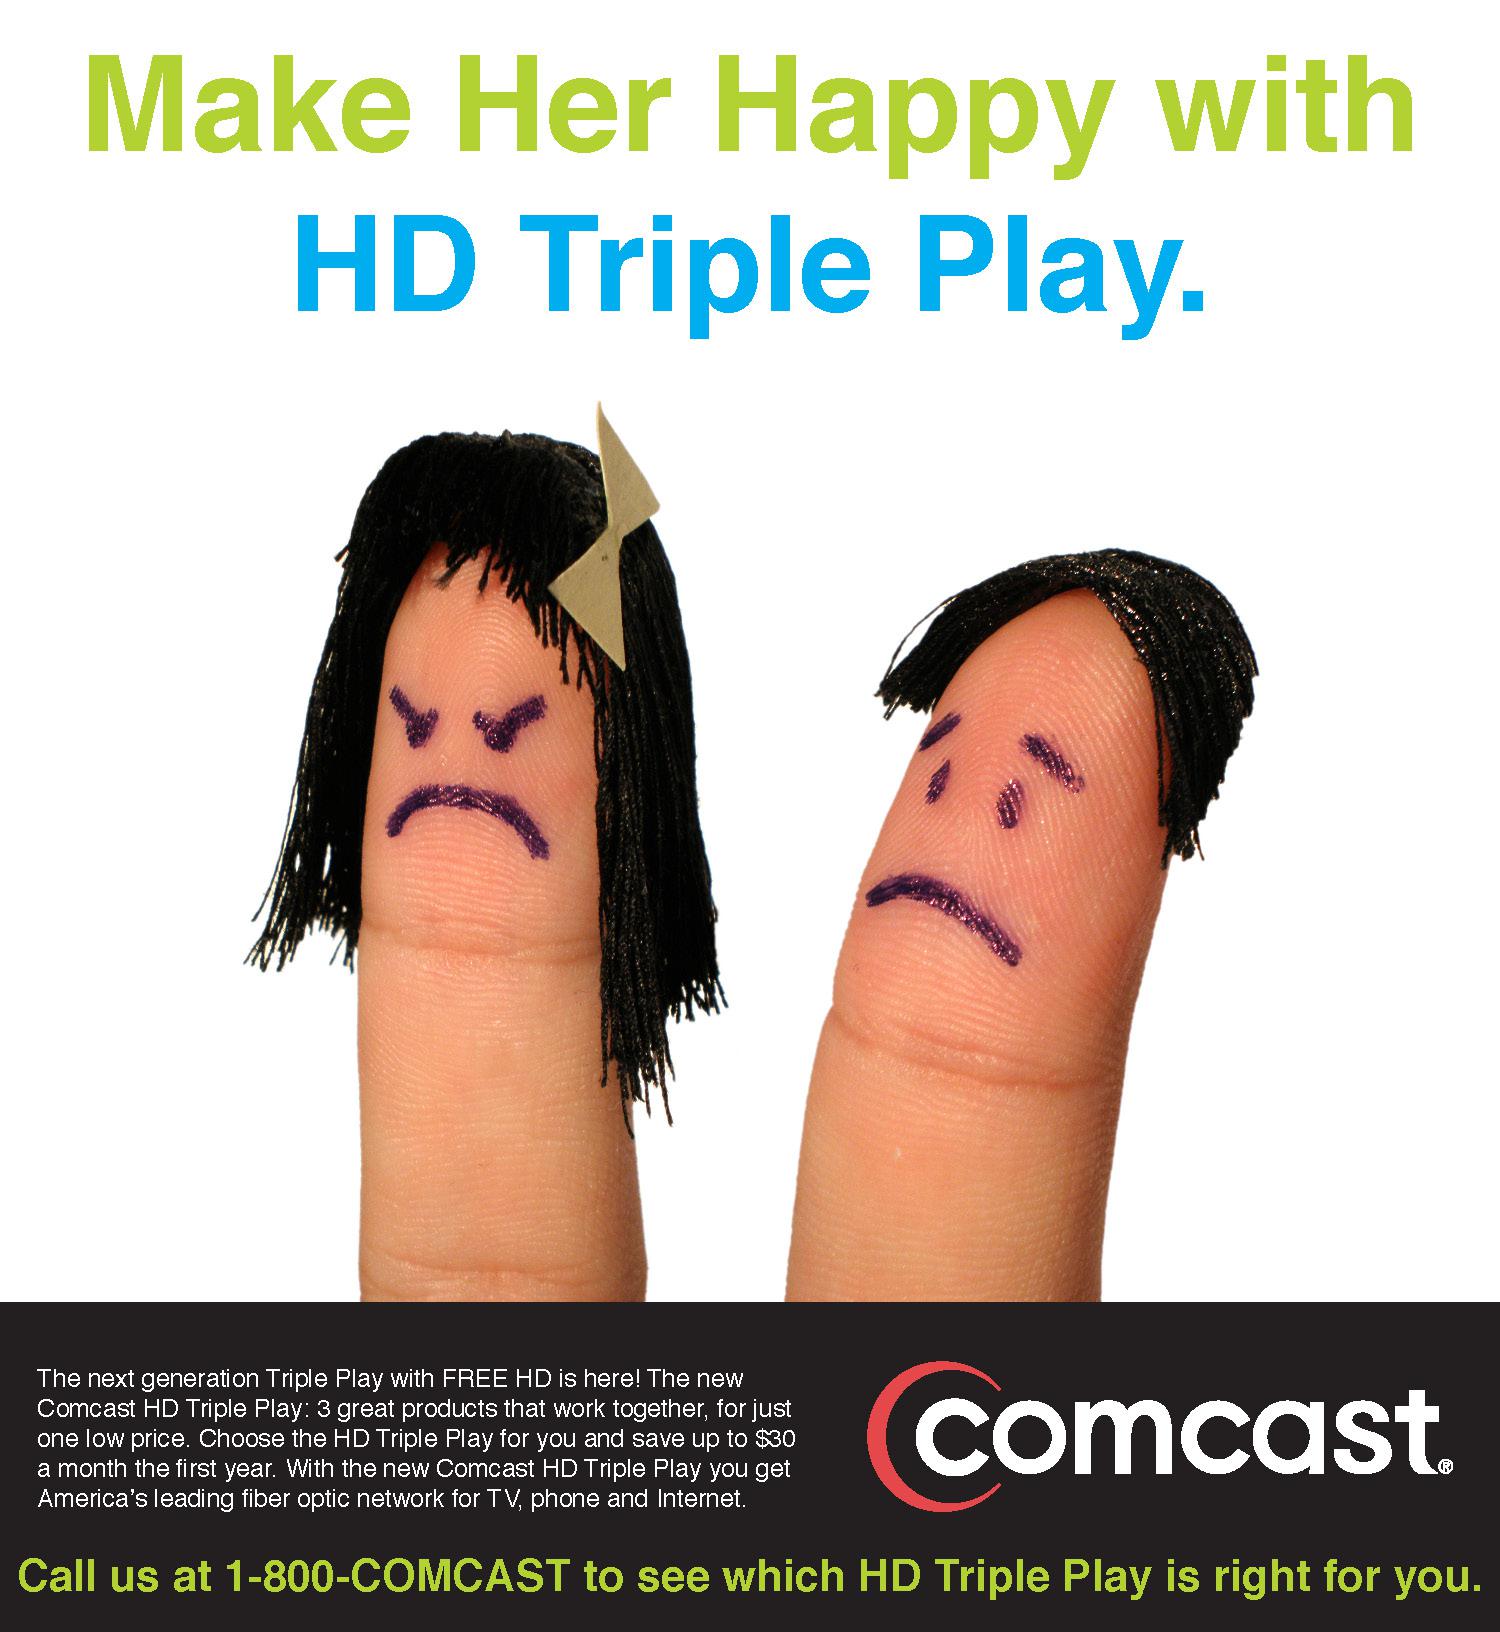 Make Her Happy with
HD Triple Play.
The next generation Triple Play with FREE HD is here! The new
Comcast HD Triple Play: 3 great products that work together, for just
one low price. Choose the HD Triple Play for you and save up to $30
a month the first year. With the new Comcast HD Triple Play you get
America's leading fiber optic network for TV, phone and Internet.
comcast®
Call us at 1-800-COMCAST to see which HD Triple Play is right for you.